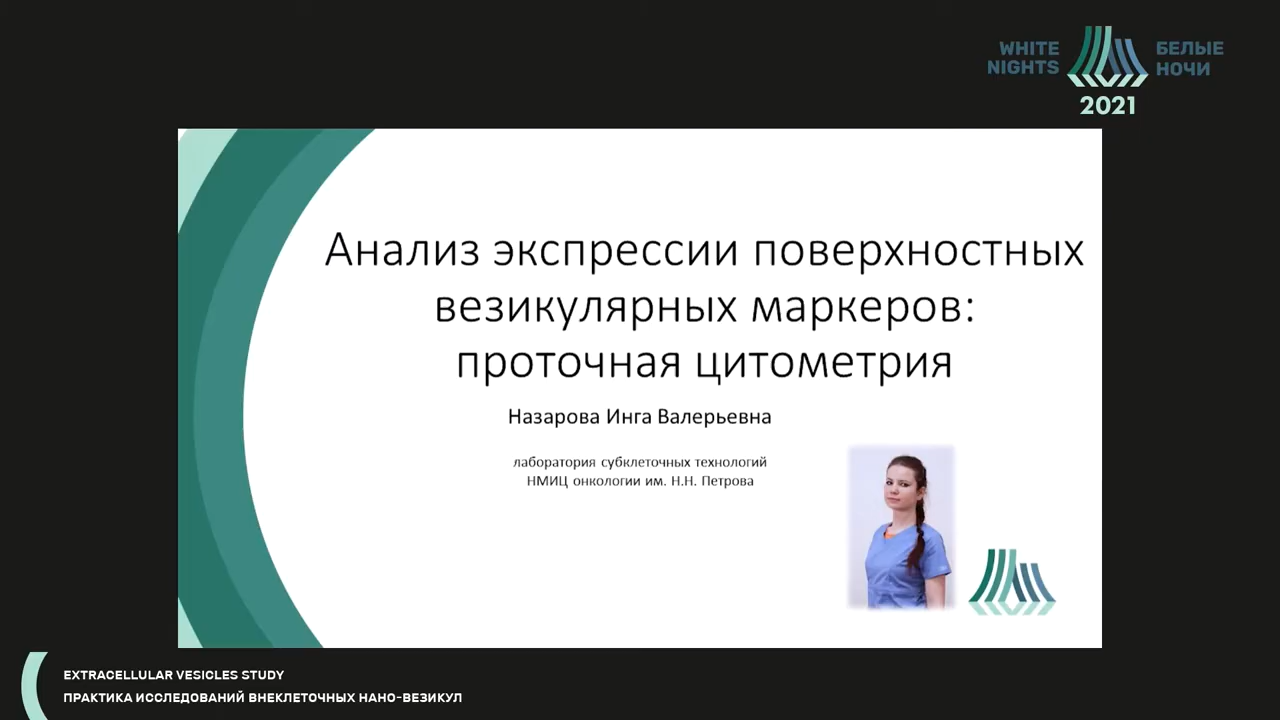 WHITE
NIGHTS
БЕЛЫЕ
НОЧИ
2021
Анализ экспрессии поверхностных
везикулярных маркеров:
проточная цитометрия
Назарова Инга Валерьевна
лаборатория субклеточных технологий
НМИЦ онкологии им. Н.Н. Петрова
EXTRACELLULAR VESICLES STUDY
ПРАКТИКА ИССЛЕДОВАНИЙ ВНЕКЛЕТОЧНЫХ НАНО-ВЕЗИКУЛ